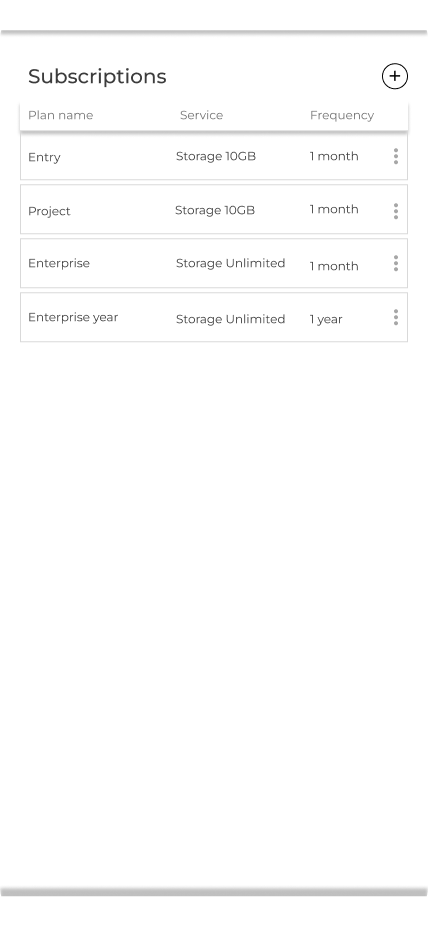 Subscriptions
Plan name Service Frequency
Entry Storage 10GB 1 month
Project Storage 10GB 1 month
Enterprise Storage Unlimited 1 month
Enterprise year Storage Unlimited 1 year